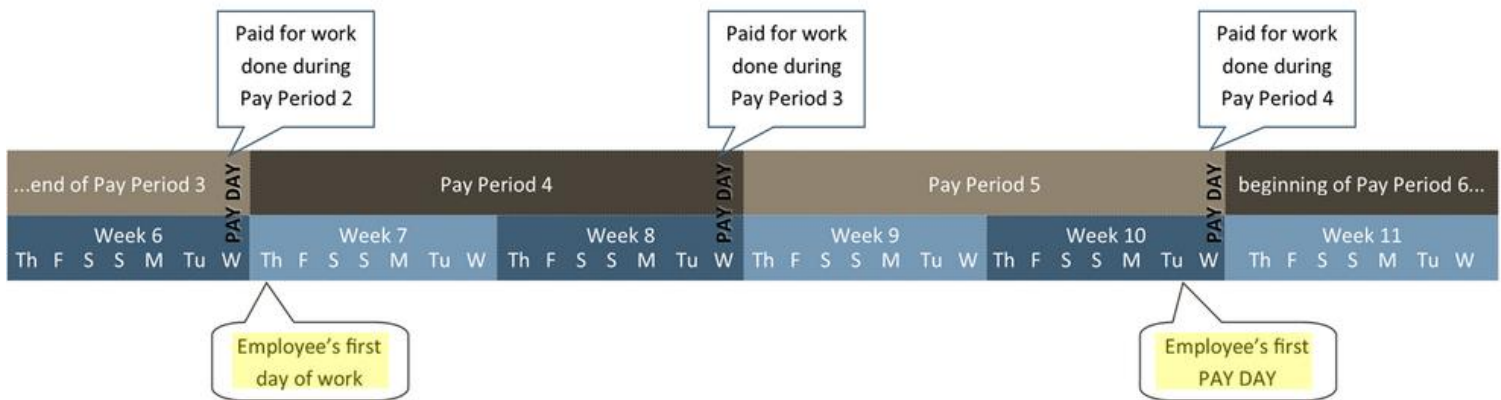 Paid for work
done during
Pay Period 2
Paid for work
done during
Pay Period 3
Paid for work
done during
Pay Period 4
...end of Pay Period 3
PAY DAY
Pay Period 4
PAY DAY
Pay Period 5
PAY DAY
beginning of Pay Period 6...
Week 6
Week 7
Week 8
Week 9
Week 10
Week 11
Th F S S M Tu W Th F S S M Tu W Th F S S M Tu W Th F S S M Tu W Th F S S M Tu W Th F S S M Tu W
Employee's first
day of work
Employee's first
PAY DAY